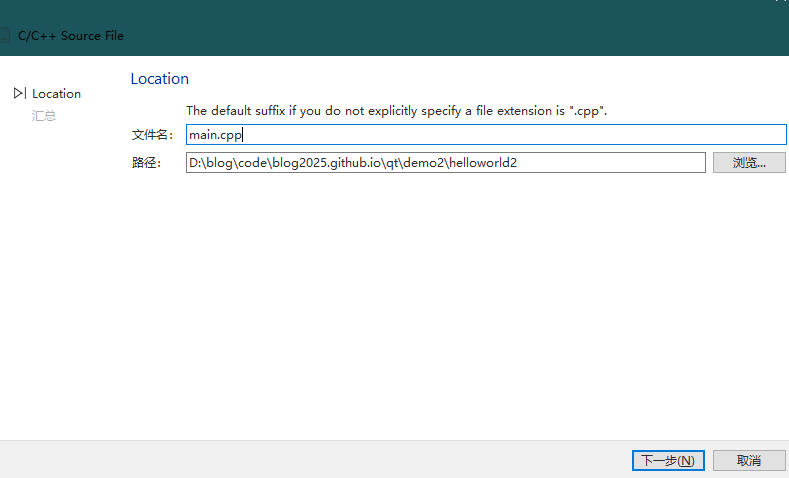 C/C++ Source File
Location
Location
汇总
The default suffix if you do not explicitly specify a file extension is ".cpp".
文件名: main.cpp
路径: D:\blog\code\blog2025.github.io\qt\demo2\helloworld2 浏览...
下一步(N) 取消